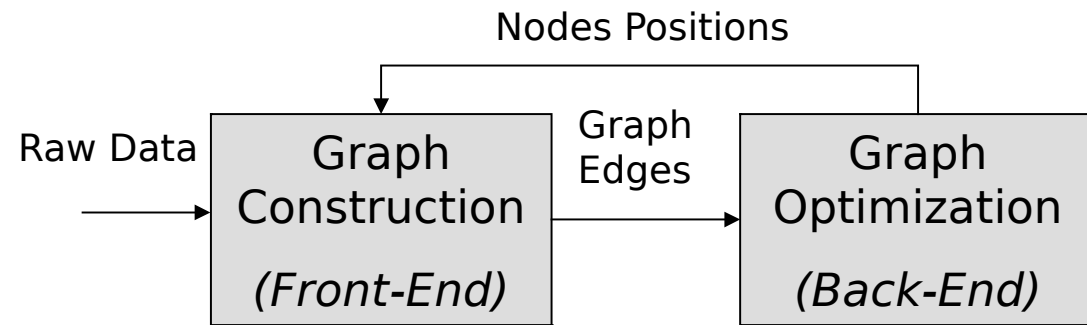 Nodes Positions
Raw Data
Graph
Construction
(Front-End)
Graph
Edges
Graph
Optimization
(Back-End)